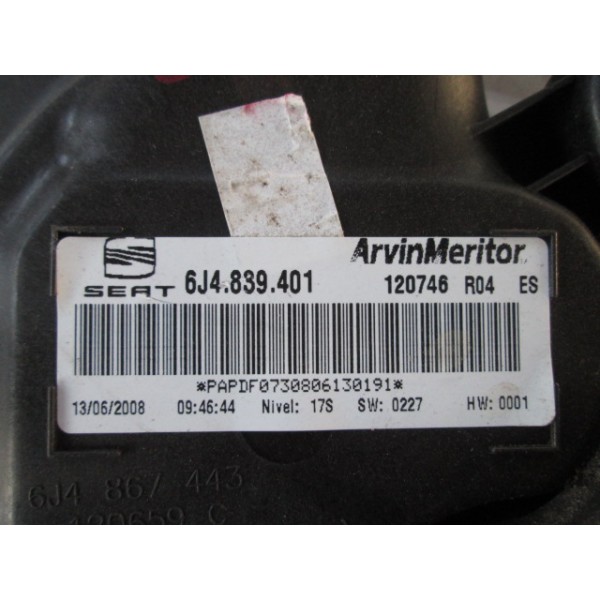 SEAT 6J4.839.401 ArvinMeritor
120746 R04 ES
*PAPDF0730806130191*
13/06/2008 09:46:44 Nivel: 17S SW: 0227 HW: 0001
6J4 867 443
120659 C